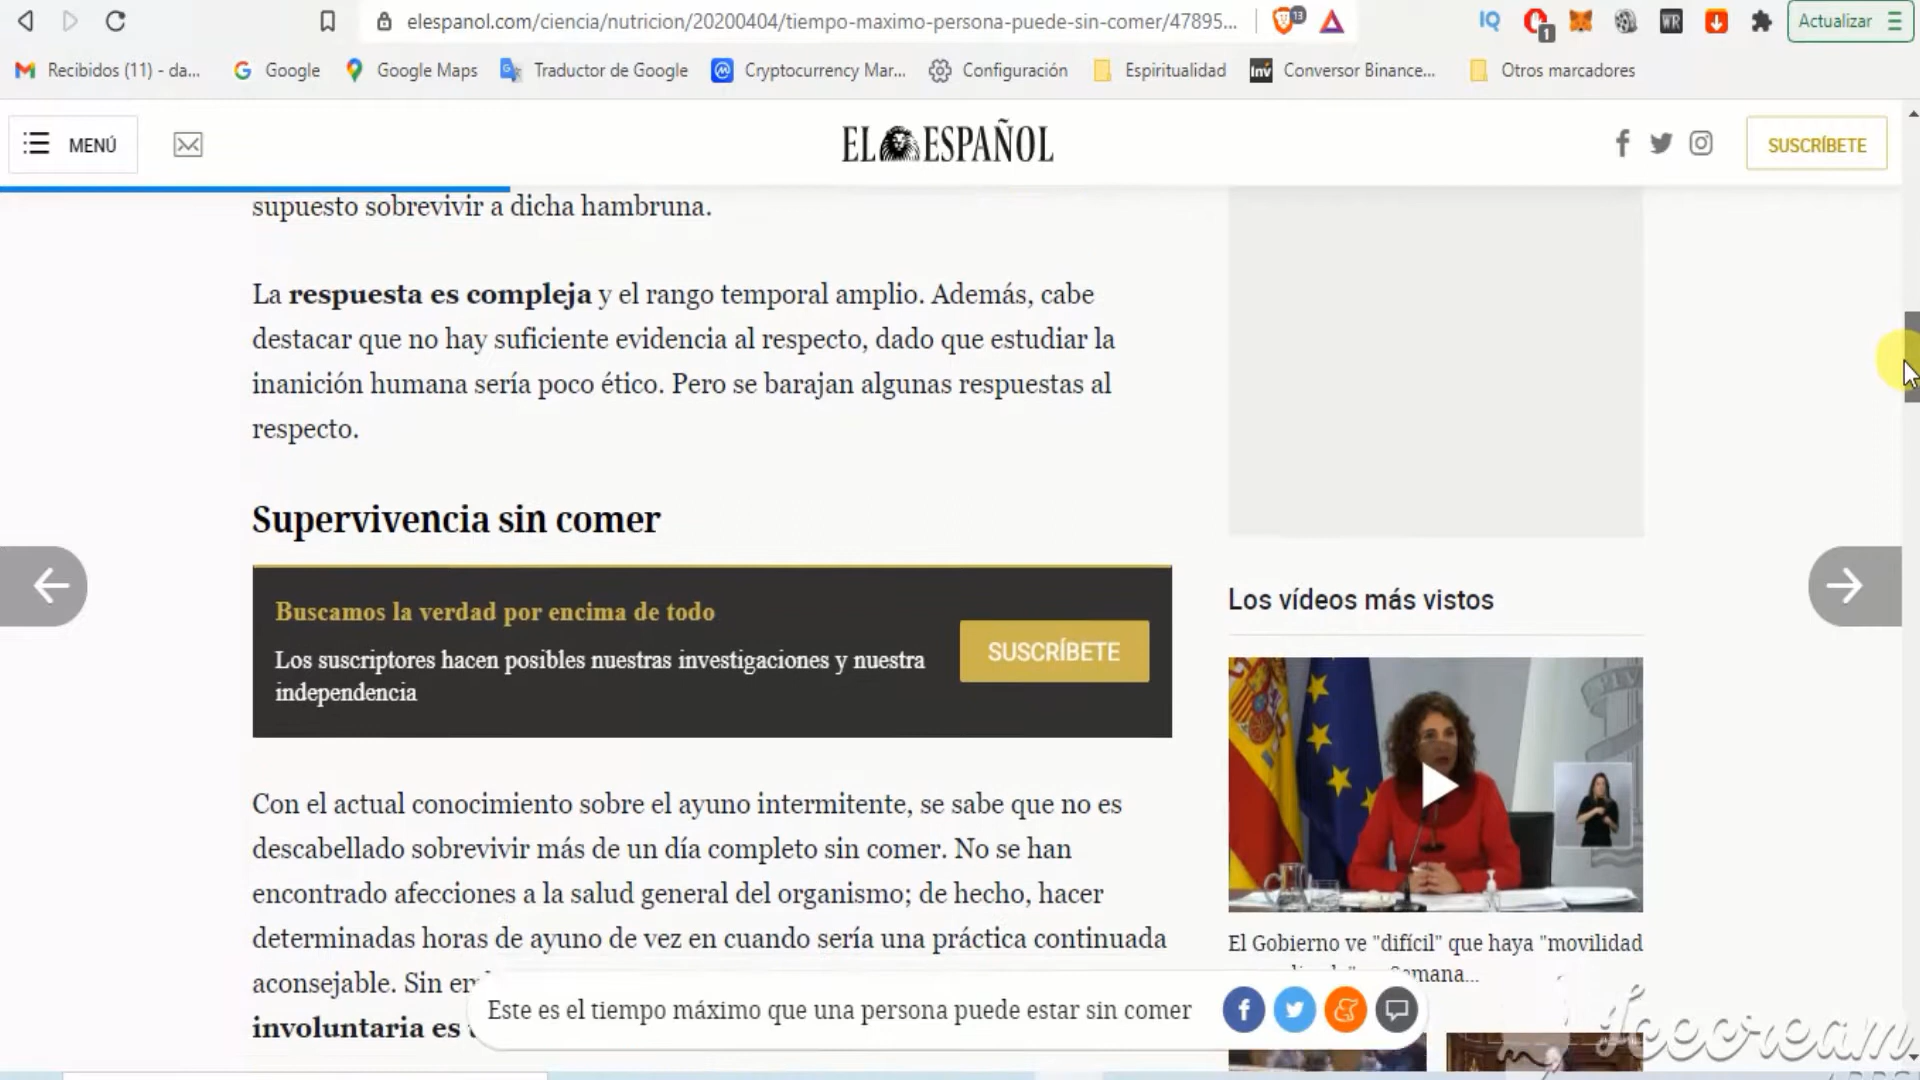 elespanol.com/ciencia/nutricion/20200404/tiempo-maximo-persona-puede-sin-comer/47895...
13
IQ
1
WR
Actualizar
Recibidos (11) - da...
Google
Google Maps
Traductor de Google
Cryptocurrency Mar...
Configuración
Espiritualidad
Inv
Conversor Binance...
Otros marcadores
MENÚ
EL ESPAÑOL
SUSCRÍBETE
supuesto sobrevivir a dicha hambruna.
La respuesta es compleja y el rango temporal amplio. Además, cabe
destacar que no hay suficiente evidencia al respecto, dado que estudiar la
inanición humana sería poco ético. Pero se barajan algunas respuestas al
respecto.
Supervivencia sin comer
Buscamos la verdad por encima de todo
Los suscriptores hacen posibles nuestras investigaciones y nuestra
independencia
SUSCRÍBETE
Con el actual conocimiento sobre el ayuno intermitente, se sabe que no es
descabellado sobrevivir más de un día completo sin comer. No se han
encontrado afecciones a la salud general del organismo; de hecho, hacer
determinadas horas de ayuno de vez en cuando sería una práctica continuada
aconsejable. Sin
involuntaria es
Los vídeos más vistos
El Gobierno ve "difícil" que haya "movilidad
Este es el tiempo máximo que una persona puede estar sin comer
Icecream